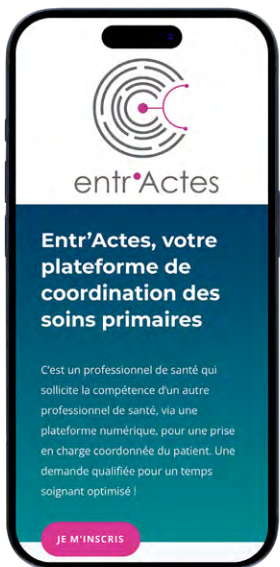 entr'Actes
Entr'Actes, votre
plateforme de
coordination des
soins primaires
C'est un professionnel de santé qui
sollicite la compétence d'un autre
professionnel de santé, via une
plateforme numérique, pour une prise
en charge coordonnée du patient. Une
demande qualifiée pour un temps
soignant optimisé !
JE M'INSCRIS